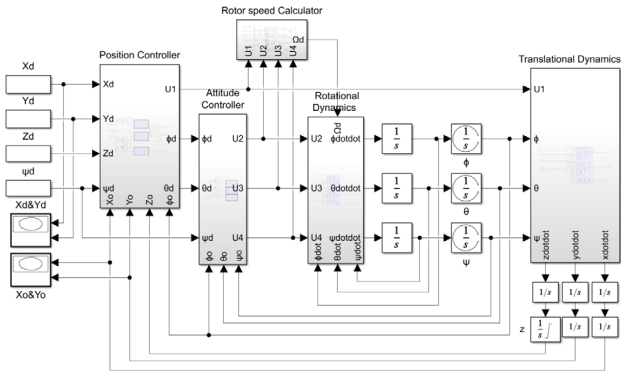 Rotor speed Calculator
Ωd
U1
U2
U3
U4
Xd
Position Controller
Translational Dynamics
Xd
U1
U1
Yd
Attitude
Controller
Rotational
Dynamics
Yd
Ωd
Zd
ϕd
ϕd
U2
U2
ϕdotdot
1
s
1
s
ϕ
Zd
ϕ
ψd
θd
θd
U3
U3
θdotdot
1
s
1
s
θ
ψd
θ
Xo
Yo
Zo
ϕo
Xd&Yd
ψd
U4
U4
ψdotdot
1
s
1
s
ψ
ψ
ϕo
θo
ψo
ϕdot
θdot
ψdot
zdotdot
ydotdot
xdotdot
Xo&Yo
1/s
1/s
1/s
z
1
s
1/s
1/s